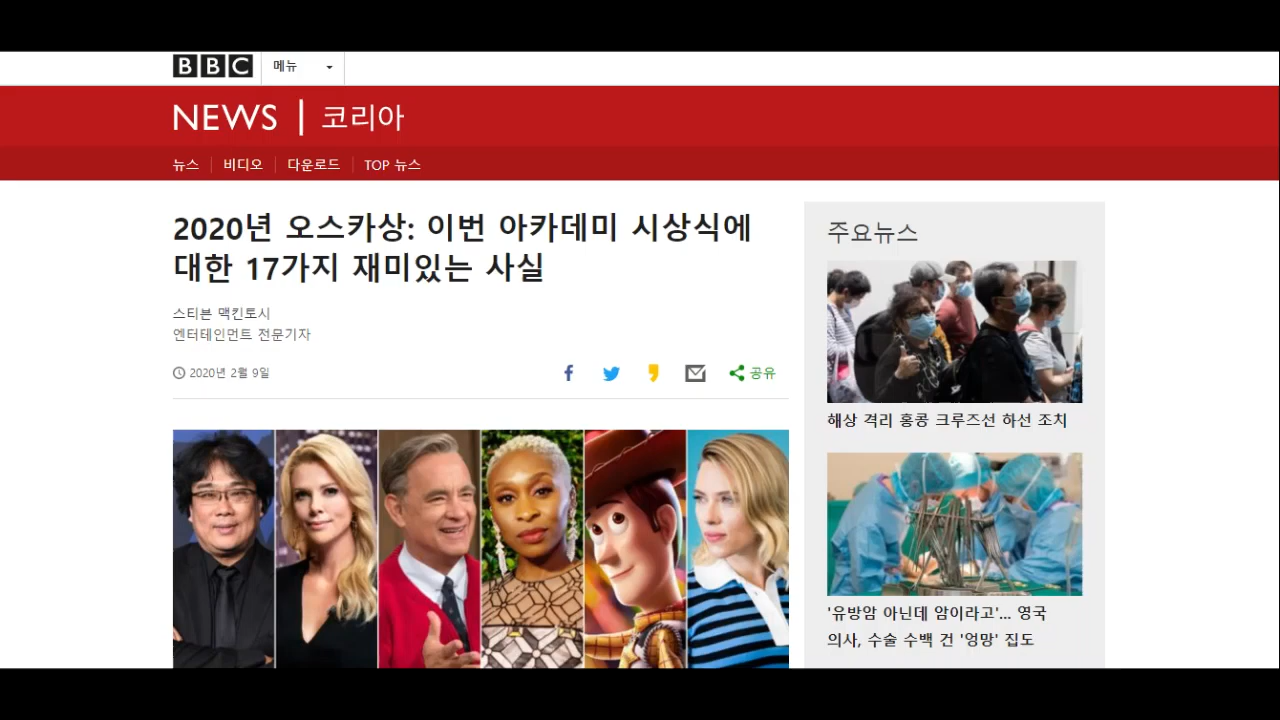 BBC 메뉴
NEWS | 코리아
뉴스 비디오 다운로드 TOP 뉴스
2020년 오스카상: 이번 아카데미 시상식에
대한 17가지 재미있는 사실
스티븐 맥킨토시
엔터테인먼트 전문기자
2020년 2월 9일
공유
주요뉴스
해상 격리 홍콩 크루즈선 하선 조치
'유방암 아닌데 암이라고'... 영국
의사, 수술 수백 건 '엉망' 집도